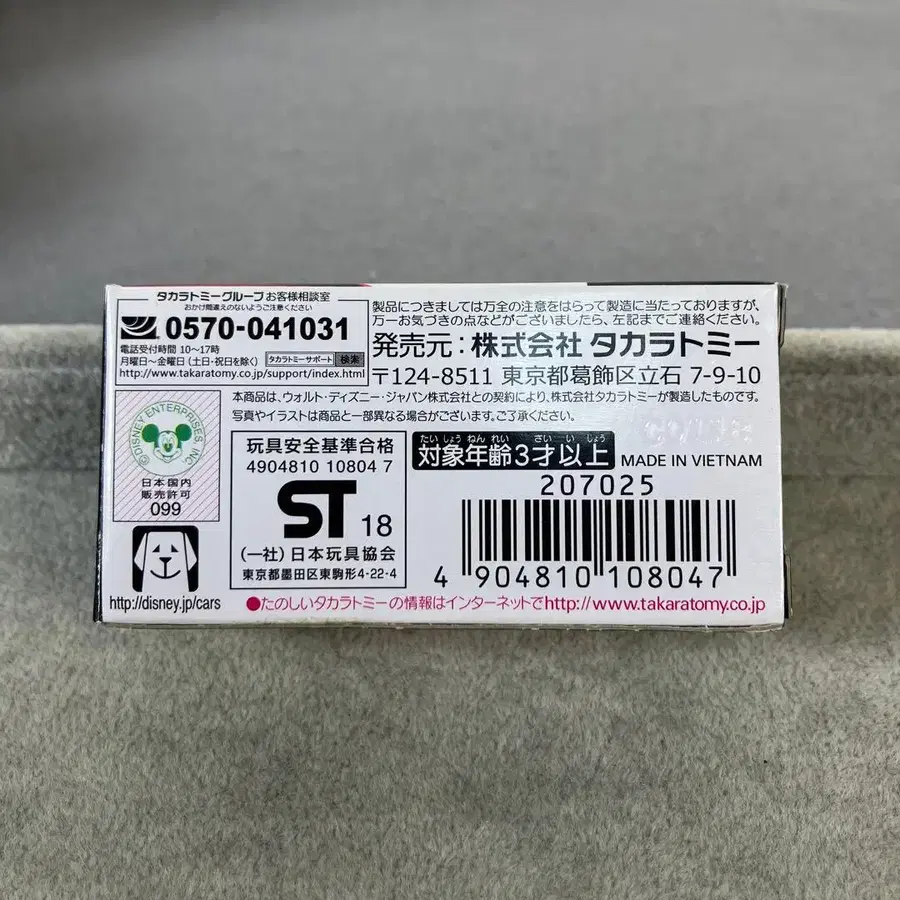 タカラトミーグループ お客様相談室
おかけ間違えのないようご注意ください
0570-041031
電話受付時間 10〜17時
月曜日〜金曜日(土日・祝日を除く)
タカラトミーサポート 検索
http://www.takaratomy.co.jp/support/index.html
製品につきましては万全の注意をはらって製造に当たっておりますが、
万一お気づきの点などがございましたら、左記までご連絡ください。
発売元:株式会社 タカラトミー
〒124-8511 東京都葛飾区立石 7-9-10
本商品は、ウォルト・ディズニー・ジャパン株式会社との契約により、株式会社タカラトミーが製造したものです。
写真やイラストは商品と一部異なる場合がございます。ご了承ください。
©DISNEY ENTERPRISES INC
日本国内
販売許可
099
http://disney.jp/cars
玩具安全基準合格
4904810 10804 7
ST 18
(一社)日本玩具協会
東京都墨田区東駒形4-22-4
たいしょうねんれい さいいじょう
対象年齢3才以上
MADE IN VIETNAM
207025
4 904810 108047
●たのしいタカラトミーの情報はインターネットでhttp://www.takaratomy.co.jp